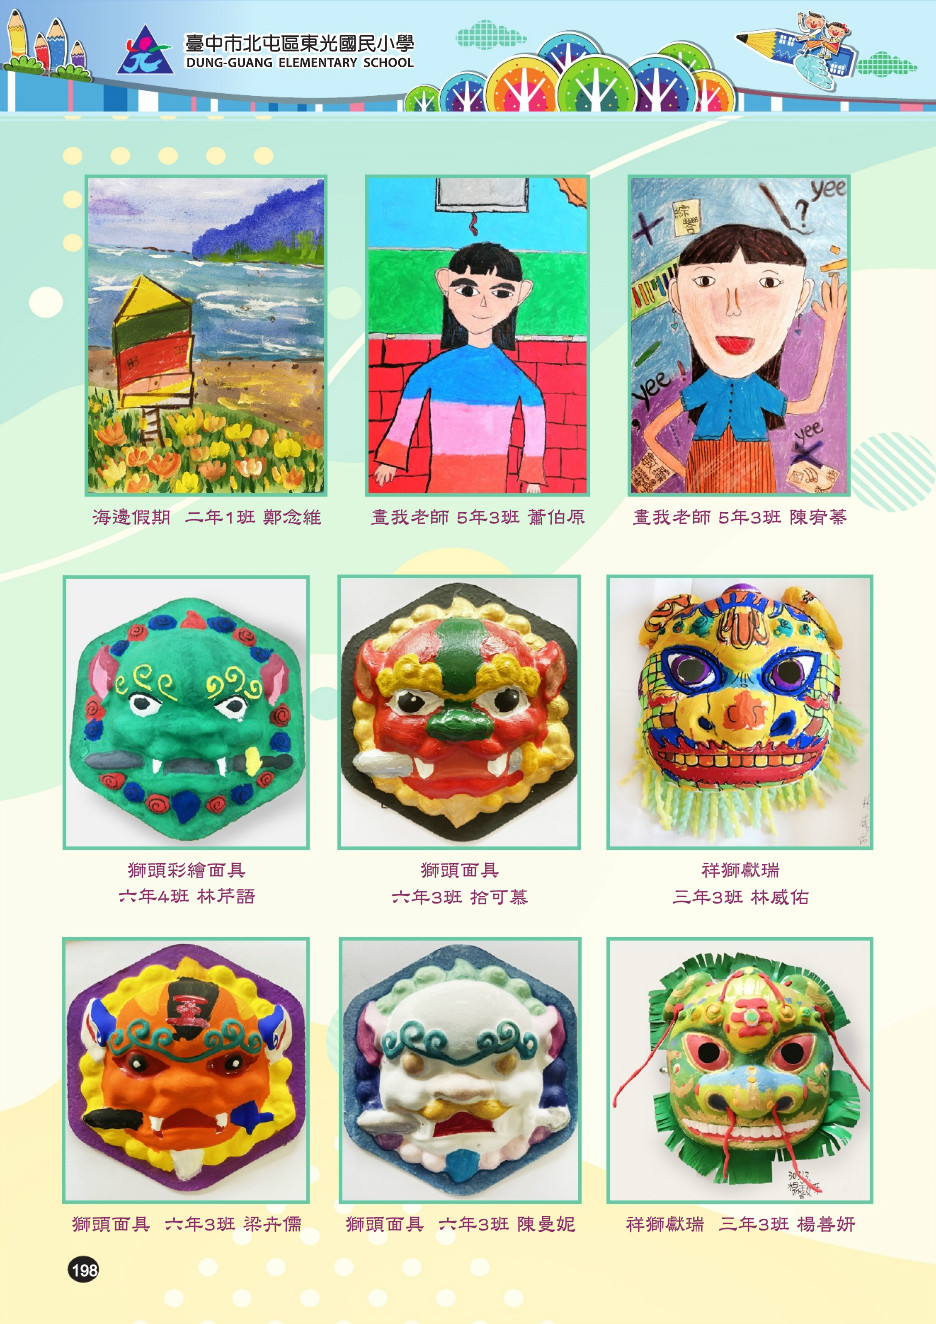 臺中市北屯區東光國民小學
DUNG-GUANG ELEMENTARY SCHOOL
綜
yee
?
yee!
yee
海邊假期 二年1班 鄭念維
畫我老師 5年3班 蕭伯原
畫我老師 5年3班 陳宥蓁
獅頭彩繪面具
六年4班 林芹語
獅頭面具
六年3班 拾可慕
祥獅獻瑞
三年3班 林威佑
獅頭面具 六年3班 梁卉儒
獅頭面具 六年3班 陳曼妮
祥獅獻瑞 三年3班 楊善妍
198